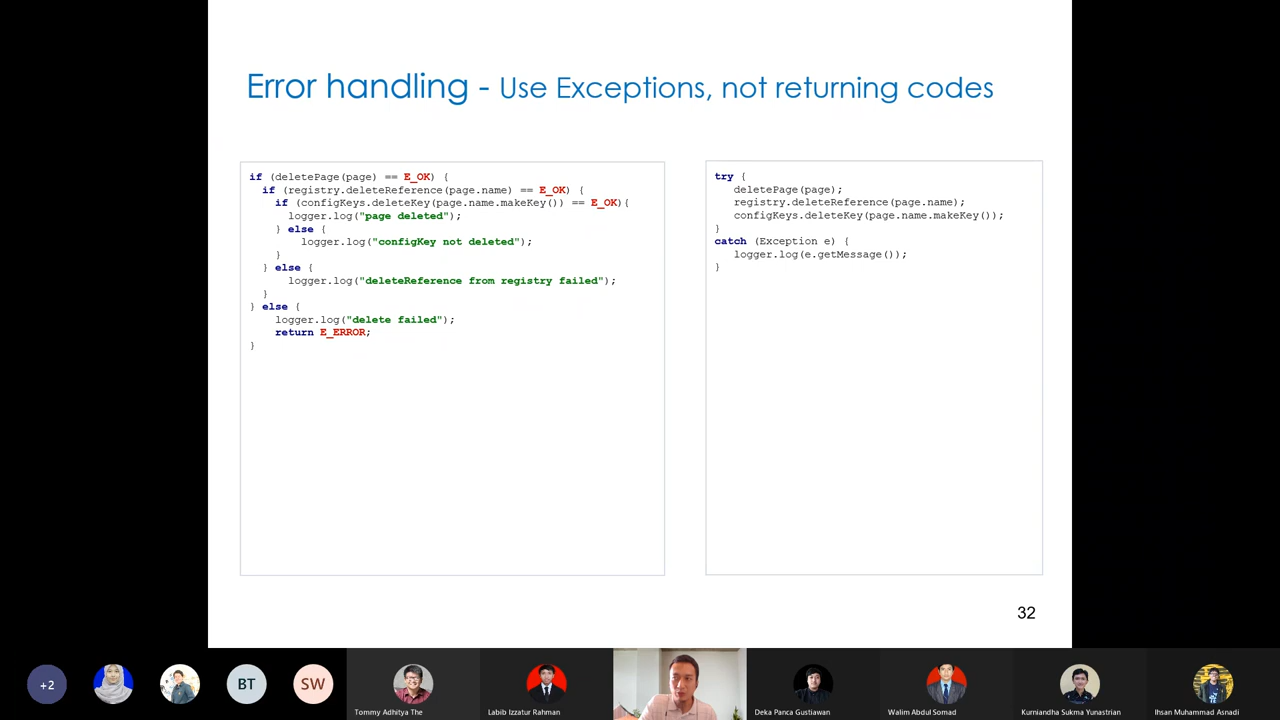 Error handling - Use Exceptions, not returning codes
if (deletePage(page) == E_OK) {
if (registry.deleteReference(page.name) == E_OK) {
if (configKeys.deleteKey(page.name.makeKey()) == E_OK){
logger.log("page deleted");
} else {
logger.log("configKey not deleted");
}
} else {
logger.log("deleteReference from registry failed");
}
} else {
logger.log("delete failed");
return E_ERROR;
}
try {
deletePage(page);
registry.deleteReference(page.name);
configKeys.deleteKey(page.name.makeKey());
}
catch (Exception e) {
logger.log(e.getMessage());
}
32
+2
BT
SW
Tommy Adhitya The
Labib Izzatur Rahman
Deka Panca Gustiawan
Walim Abdul Somad
Kurniandha Sukma Yunastrian
Ihsan Muhammad Asnadi